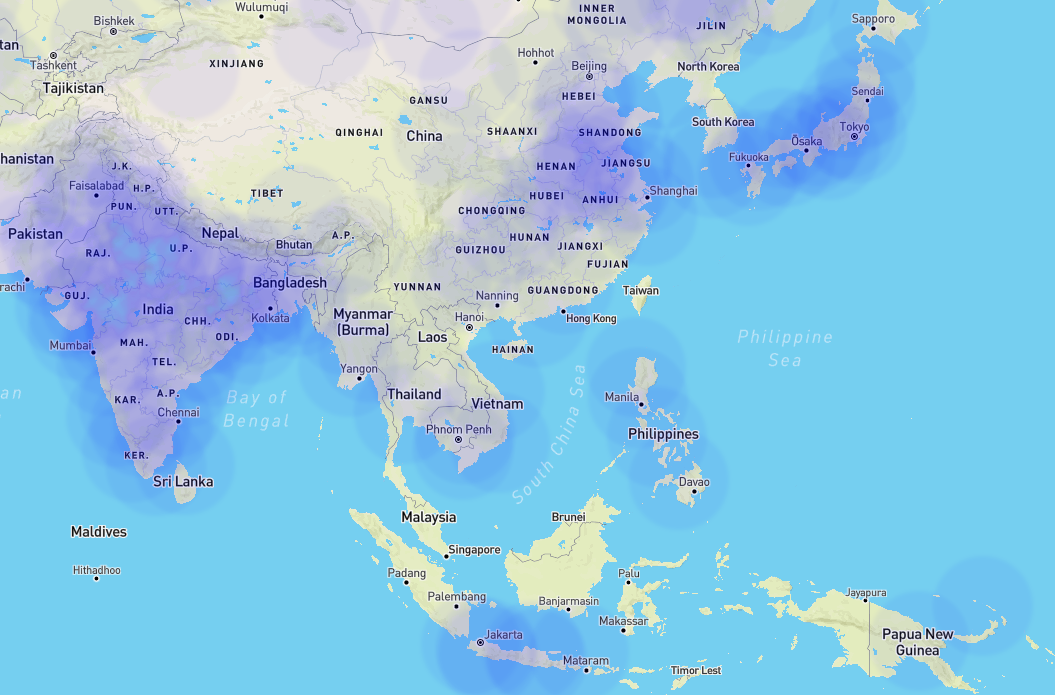 Wulumuqi
Bishkek
INNER
MONGOLIA
JILIN
Sapporo
tan
Tashkent
Tajikistan
XINJIANG
Hohhot
Beijing
North Korea
HEBEI
Sendai
GANSU
QINGHAI
China
SHAANXI
SHANDONG
South Korea
Tokyo
Ōsaka
Fukuoka
hanistan
J.K.
Faisalabad
H.P.
PUN.
UTT.
TIBET
HENAN
JIANGSU
HUBEI
ANHUI
Shanghai
CHONGQING
Pakistan
Nepal
A.P.
Bhutan
RAJ.
U.P.
HUNAN
GUIZHOU
JIANGXI
FUJIAN
rachi
GUJ.
India
Bangladesh
YUNNAN
Nanning
GUANGDONG
Taiwan
Kolkata
CHH.
Myanmar
(Burma)
Hanoi
Hong Kong
Laos
ODI.
Mumbai
MAH.
TEL.
HAINAN
Philippine
Sea
Yangon
an
KAR.
A.P.
Chennai
Bay of
Bengal
Thailand
Vietnam
Manila
South China Sea
Phnom Penh
Philippines
KER.
Sri Lanka
Davao
Malaysia
Brunei
Maldives
Singapore
Hithadhoo
Padang
Palu
Palembang
Banjarmasin
Jayapura
Makassar
Jakarta
Papua New
Guinea
Mataram
Timor Lest